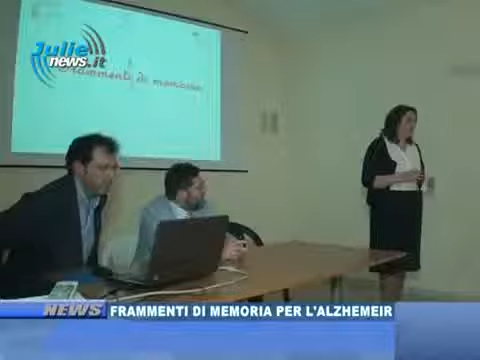 Julie
news.it
Frammenti di memoria
NEWS FRAMMENTI DI MEMORIA PER L'ALZHEMEIR